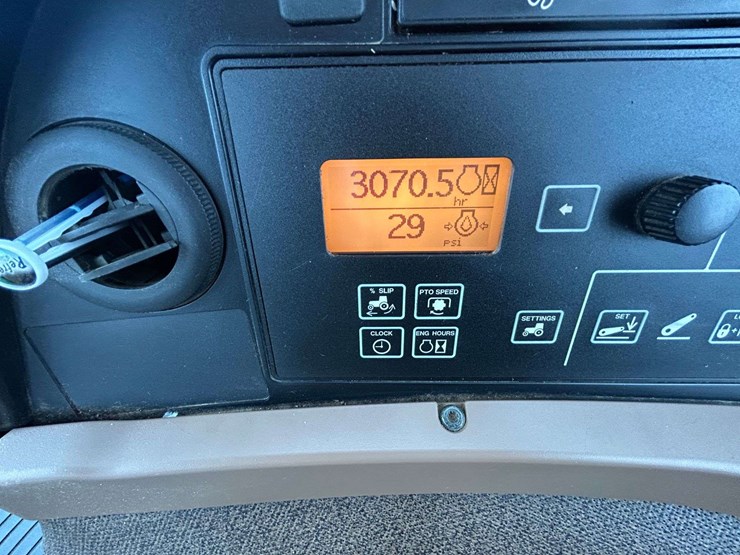 3070.5
hr
29
PSI
% SLIP
PTO SPEED
CLOCK
ENG HOURS
SETTINGS
SET